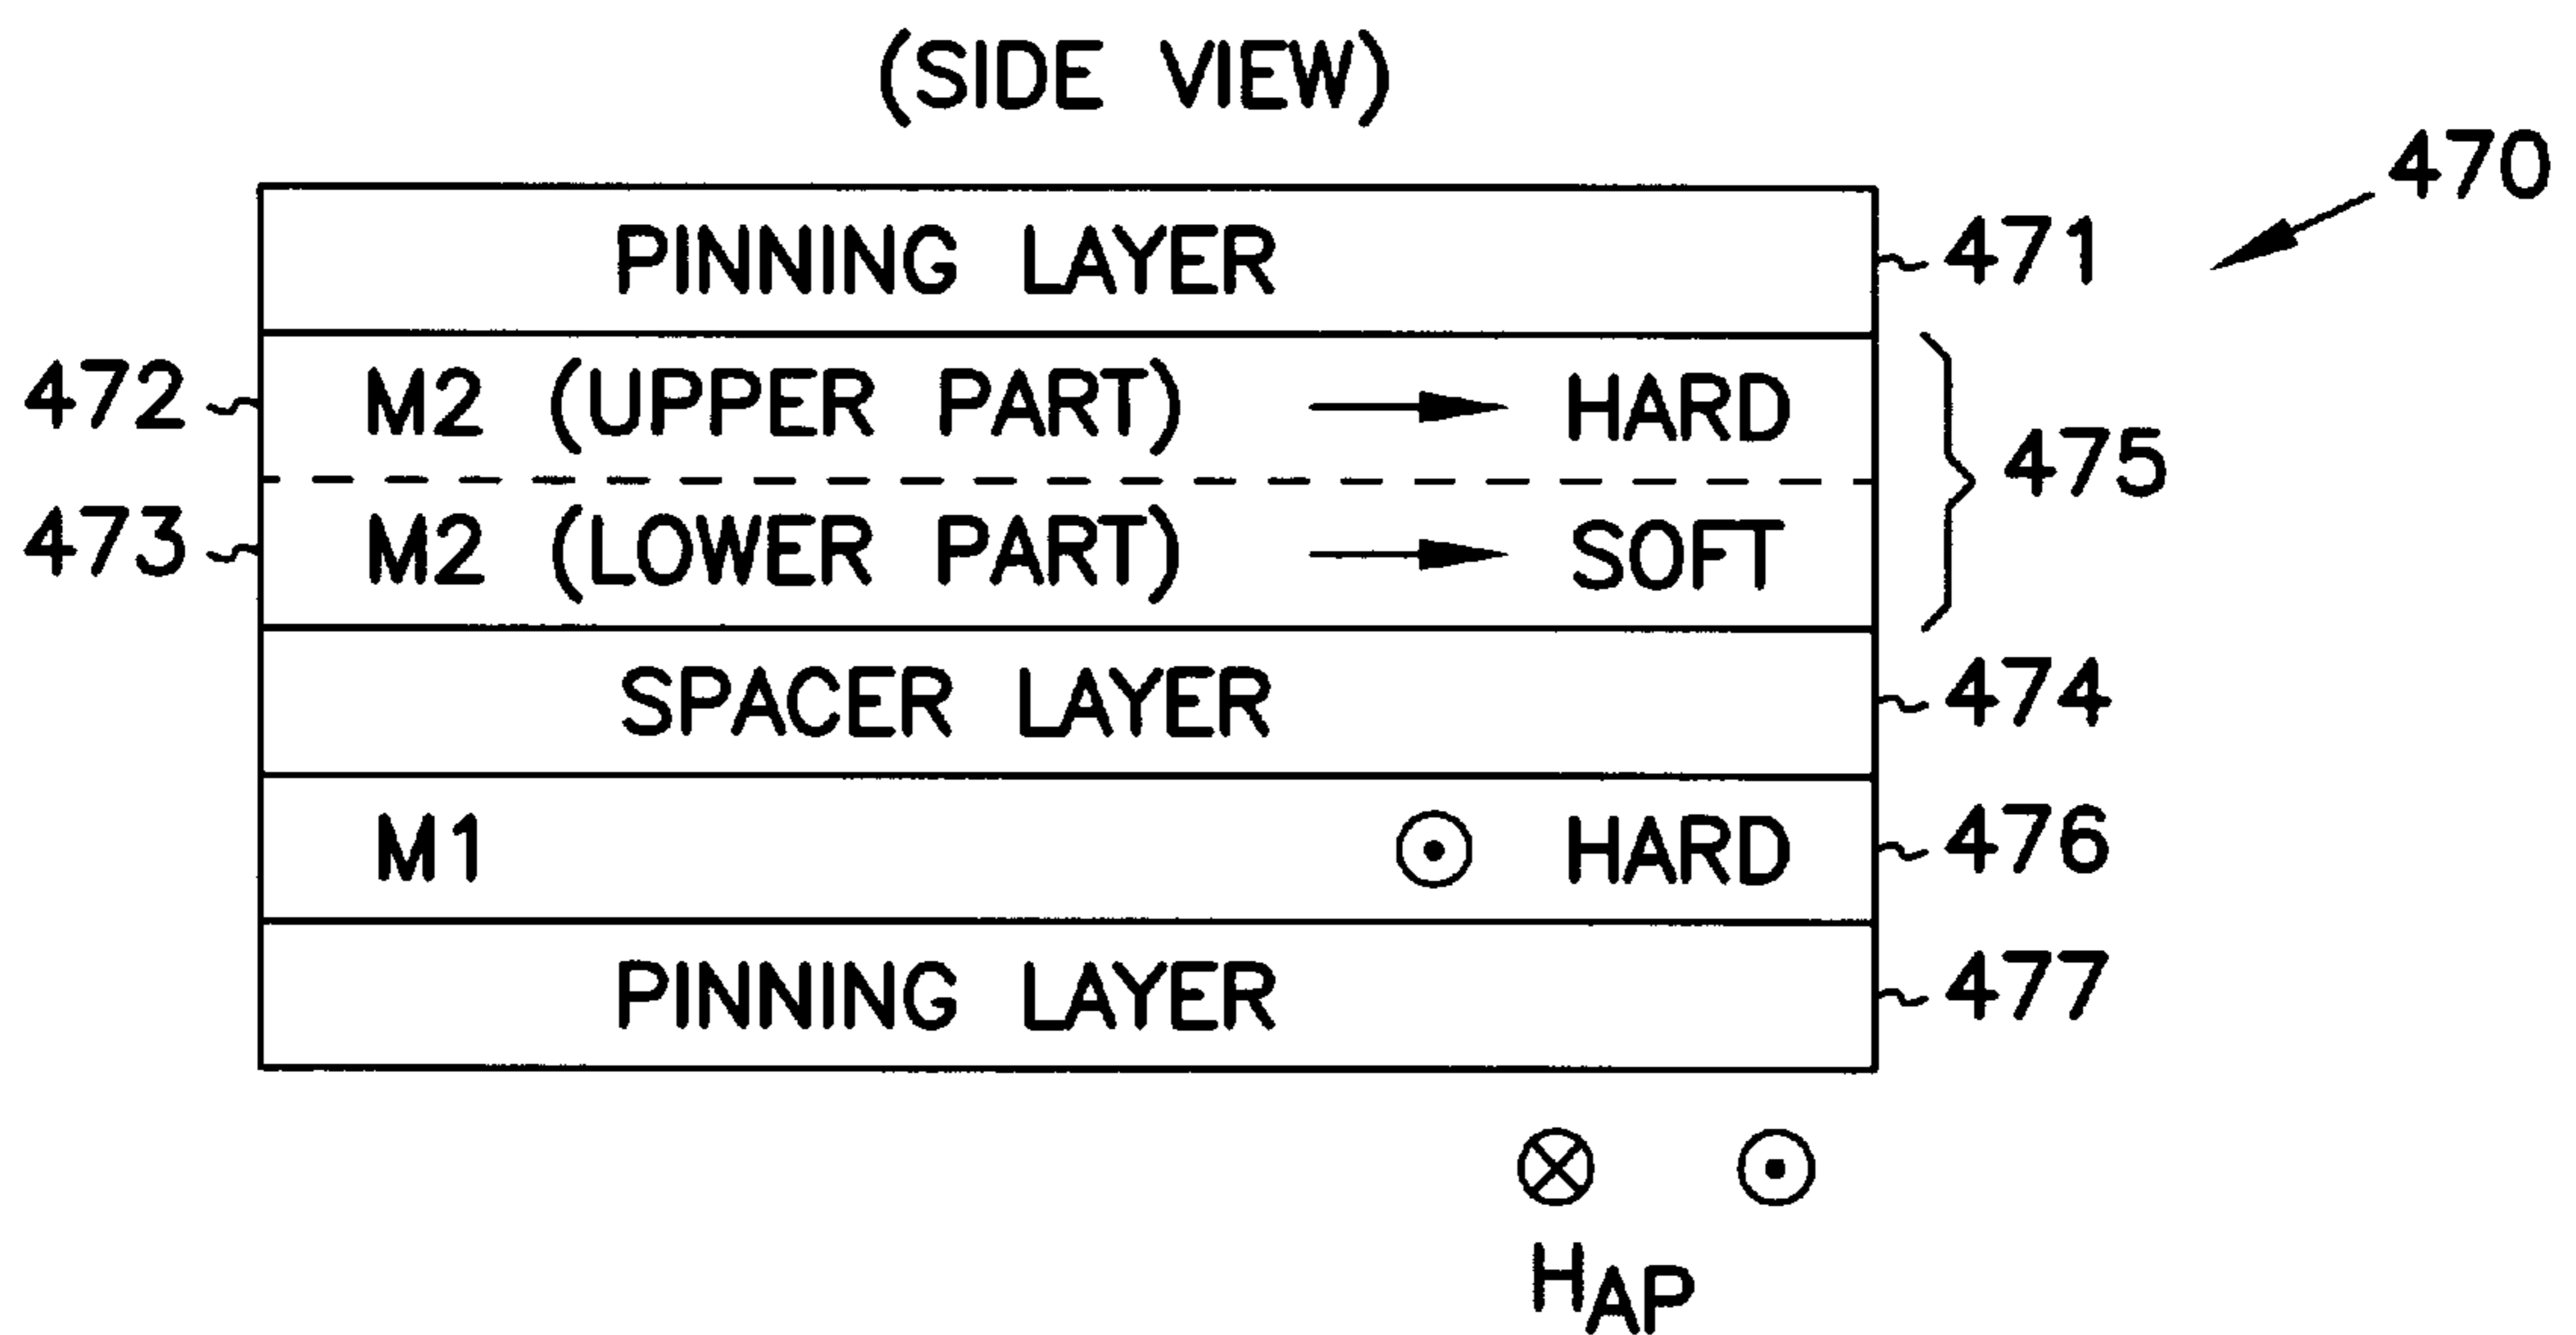 (SIDE VIEW)
470
PINNING LAYER 471
472 M2 (UPPER PART) HARD
475
473 M2 (LOWER PART) SOFT
SPACER LAYER 474
M1 HARD 476
PINNING LAYER 477
HAP